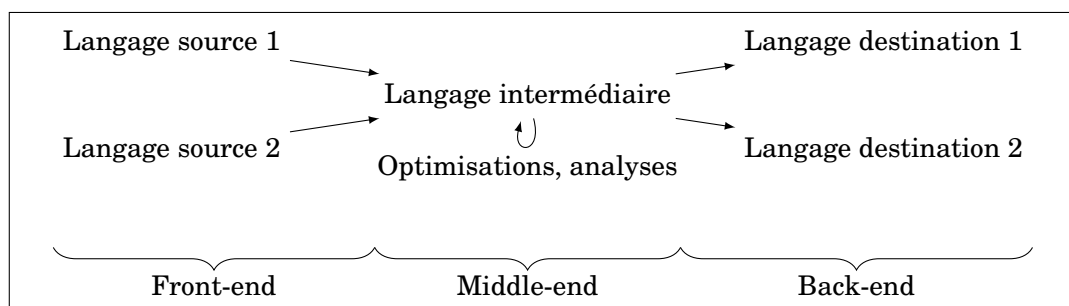 Langage source 1
Langage destination 1
Langage intermédiaire
Langage source 2
Langage destination 2
Optimisations, analyses
Front-end
Middle-end
Back-end